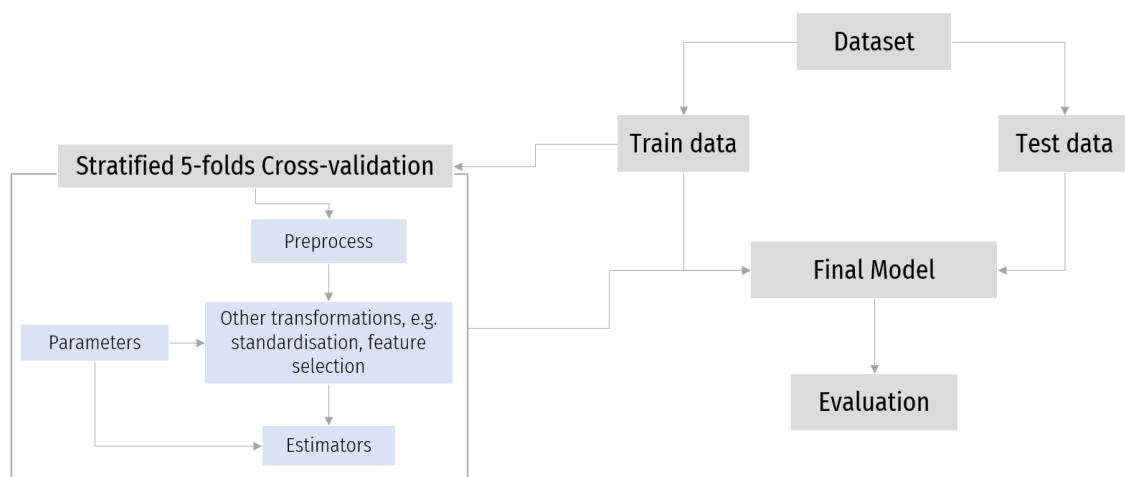 Dataset
Train data
Test data
Stratified 5-folds Cross-validation
Preprocess
Final Model
Other transformations, e.g.
standardisation, feature
selection
Parameters
Evaluation
Estimators